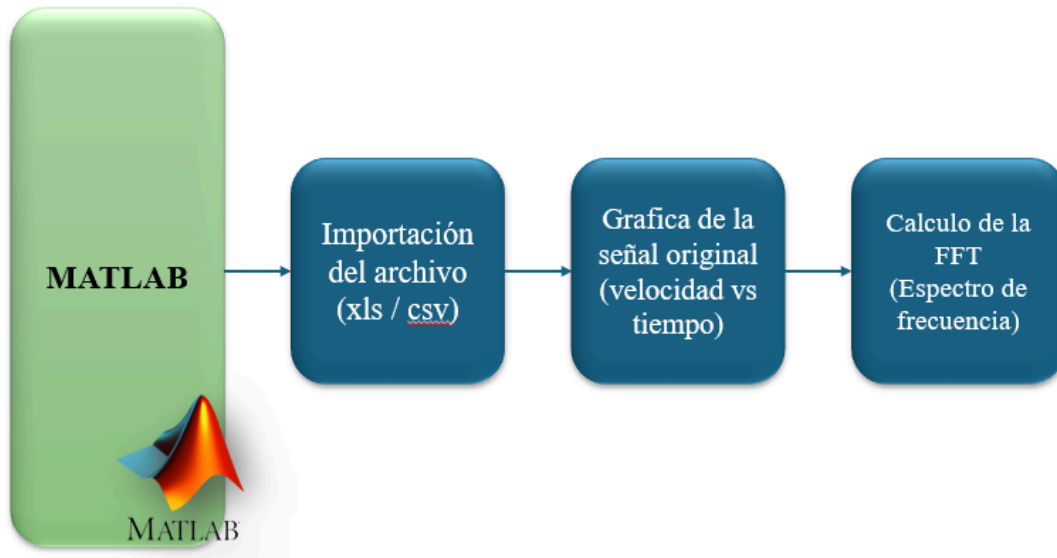 MATLAB
MATLAB
Importación
del archivo
(xls / csv)
Grafica de la
señal original
(velocidad vs
tiempo)
Calculo de la
FFT
(Espectro de
frecuencia)